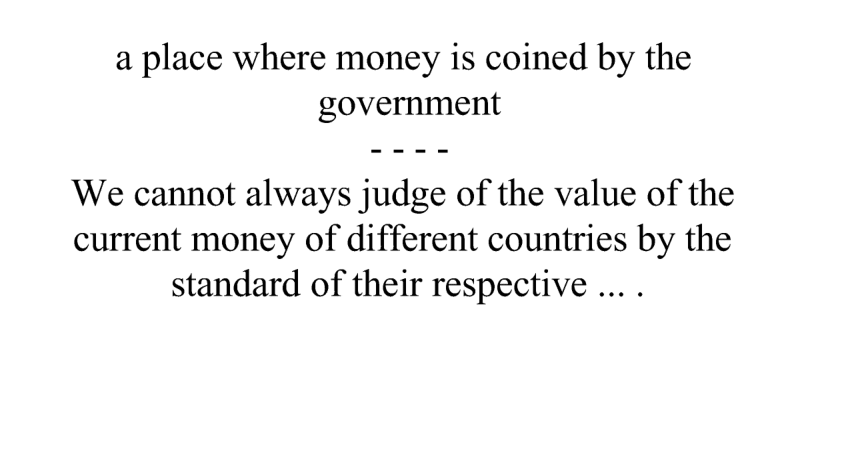 a place where money is coined by the
government
- - - -
We cannot always judge of the value of the
current money of different countries by the
standard of their respective ... .